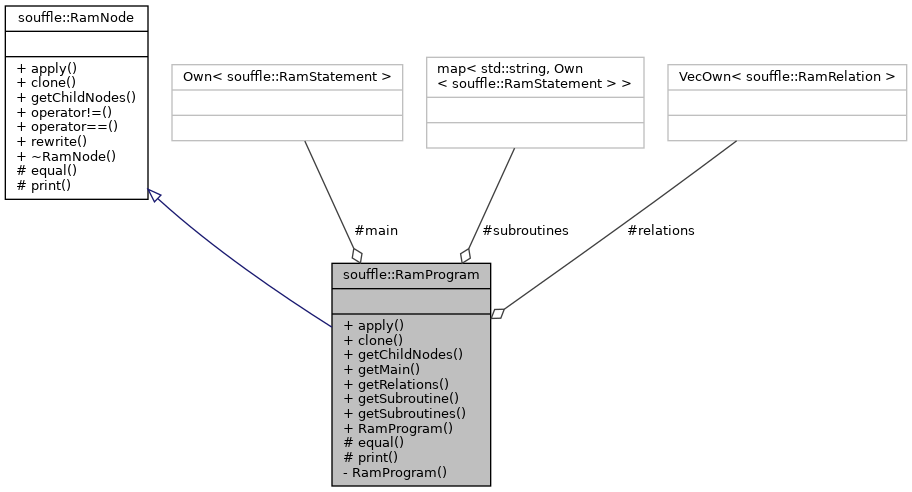 souffle::RamNode
+ apply()
+ clone()
+ getChildNodes()
+ operator!=()
+ operator==()
+ rewrite()
+ ~RamNode()
# equal()
# print()
Own< souffle::RamStatement >
map< std::string, Own
< souffle::RamStatement > >
VecOwn< souffle::RamRelation >
#main
#subroutines
#relations
souffle::RamProgram
+ apply()
+ clone()
+ getChildNodes()
+ getMain()
+ getRelations()
+ getSubroutine()
+ getSubroutines()
+ RamProgram()
# equal()
# print()
- RamProgram()